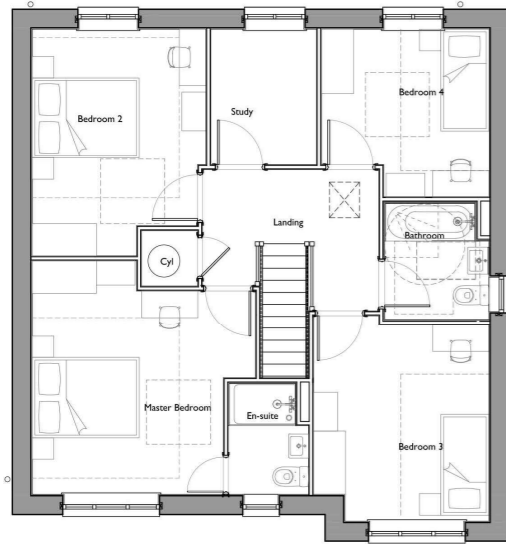 Bedroom 2
Study
Bedroom 4
Landing
Bathroom
Cyl
Master Bedroom
En-suite
Bedroom 3